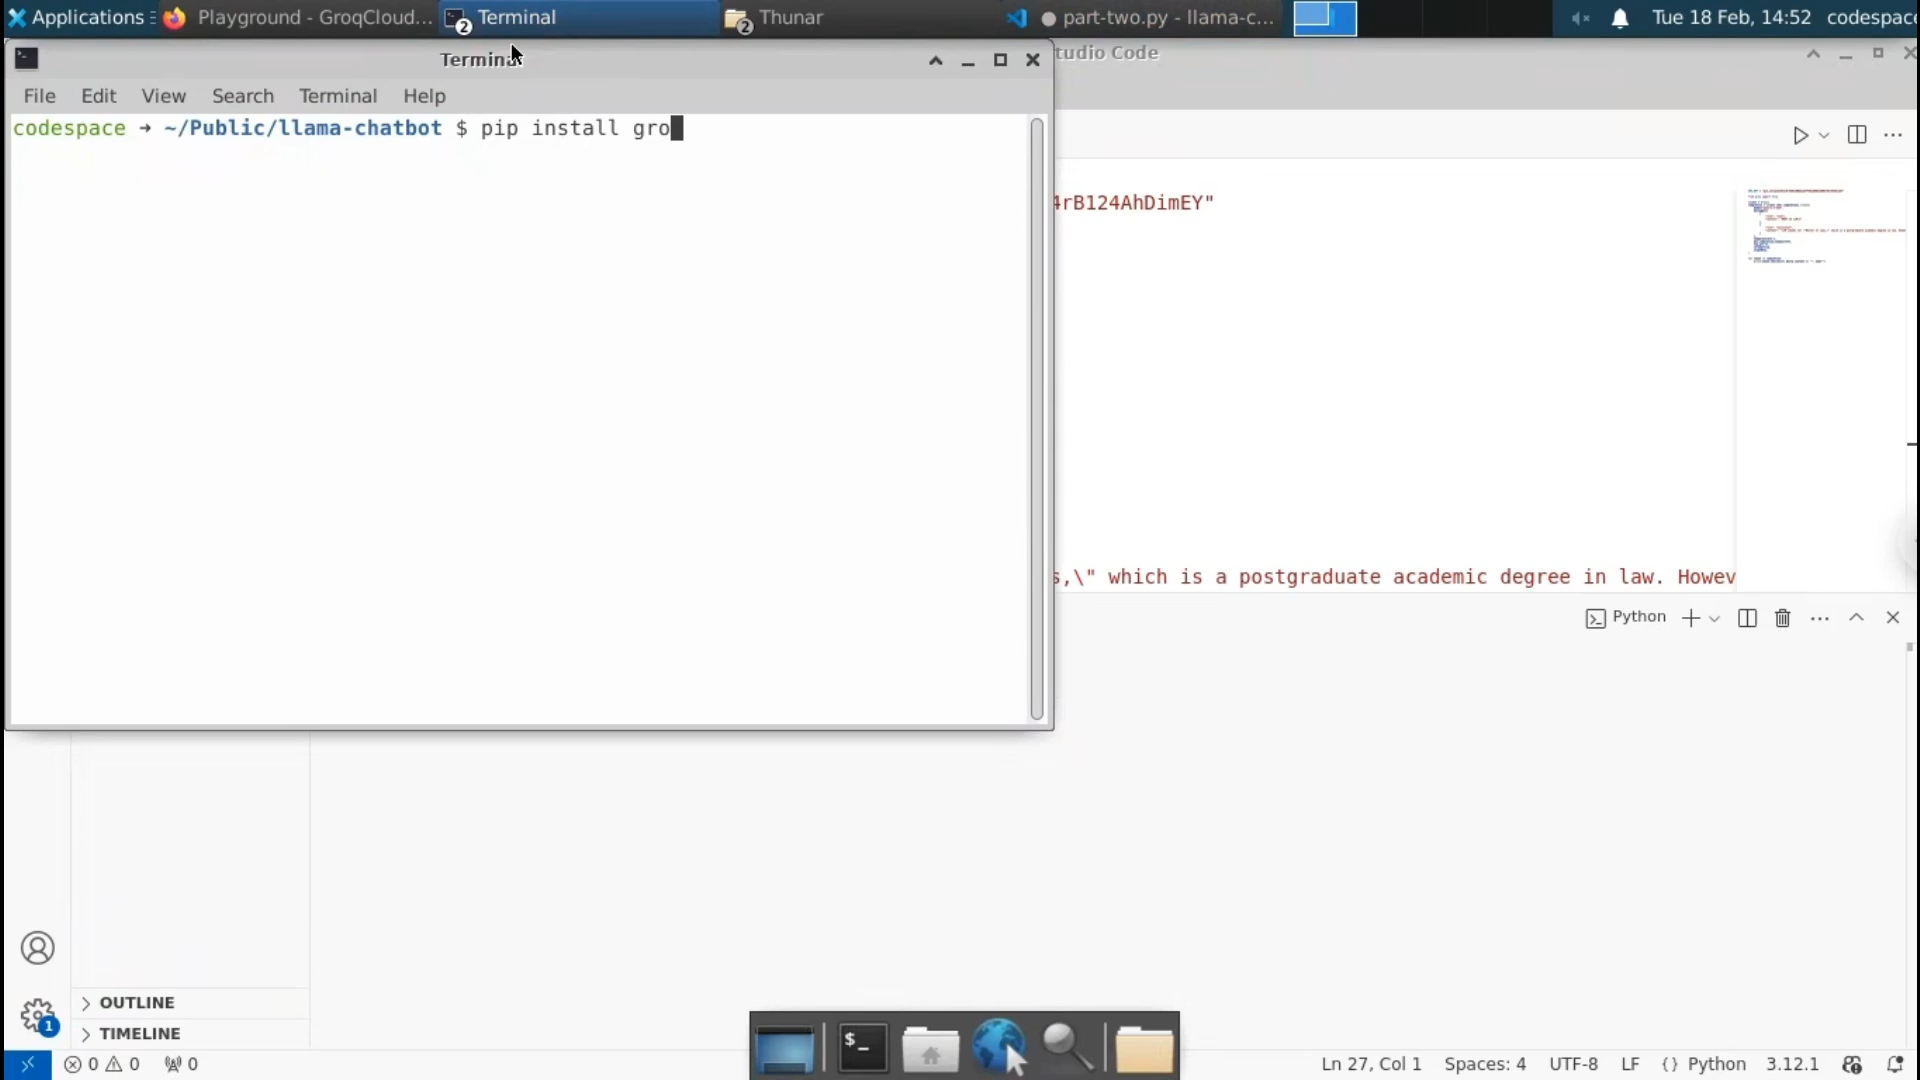 Applications
Playground - GroqCloud...
2
Terminal
2
Thunar
part-two.py - llama-c...
Tue 18 Feb, 14:52
codespace
Terminal
tudio Code
File Edit View Search Terminal Help
codespace → ~/Public/llama-chatbot $ pip install gro
4rB124AhDimEY"
s,\" which is a postgraduate academic degree in law. Howev
Python
OUTLINE
1
TIMELINE
$_
0 0 0
Ln 27, Col 1 Spaces: 4 UTF-8 LF {} Python 3.12.1